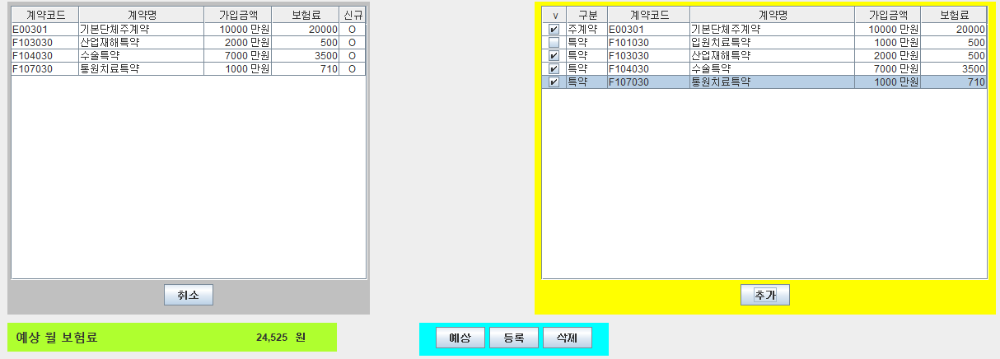 계약코드 계약명 가입금액 보험료 신규
E00301 기본단체주계약 10000 만원 20000 O
F103030 산업재해특약 2000 만원 500 O
F104030 수술특약 7000 만원 3500 O
F107030 통원치료특약 1000 만원 710 O
취소
예상 월 보험료 24,525 원
v 구분 계약코드 계약명 가입금액 보험료
✔ 주계약 E00301 기본단체주계약 10000 만원 20000
특약 F101030 입원치료특약 1000 만원 500
✔ 특약 F103030 산업재해특약 2000 만원 500
✔ 특약 F104030 수술특약 7000 만원 3500
✔ 특약 F107030 통원치료특약 1000 만원 710
추가
예상 등록 삭제